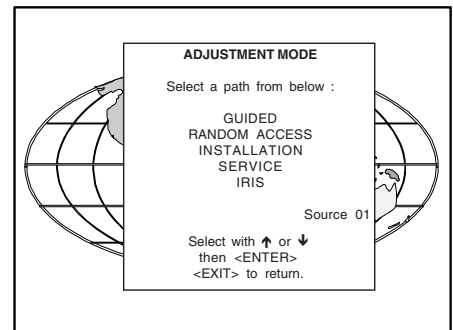 ADJUSTMENT MODE
Select a path from below :
GUIDED
RANDOM ACCESS
INSTALLATION
SERVICE
IRIS
Source 01
Select with ↑ or ↓
then <ENTER>
<EXIT> to return.